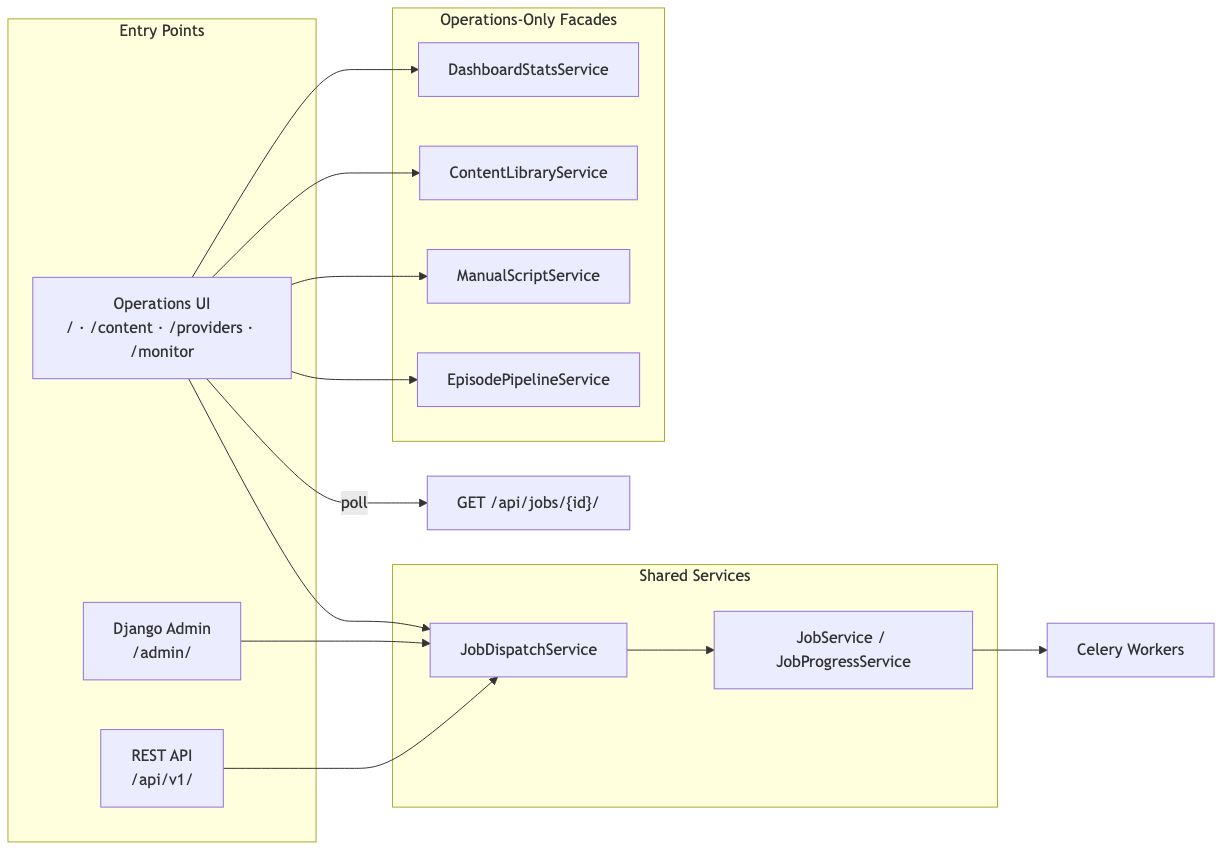 Entry Points
Operations UI
/ · /content · /providers ·
/monitor
Django Admin
/admin/
REST API
/api/v1/
Operations-Only Facades
DashboardStatsService
ContentLibraryService
ManualScriptService
EpisodePipelineService
poll
GET /api/jobs/{id}/
Shared Services
JobDispatchService
JobService /
JobProgressService
Celery Workers